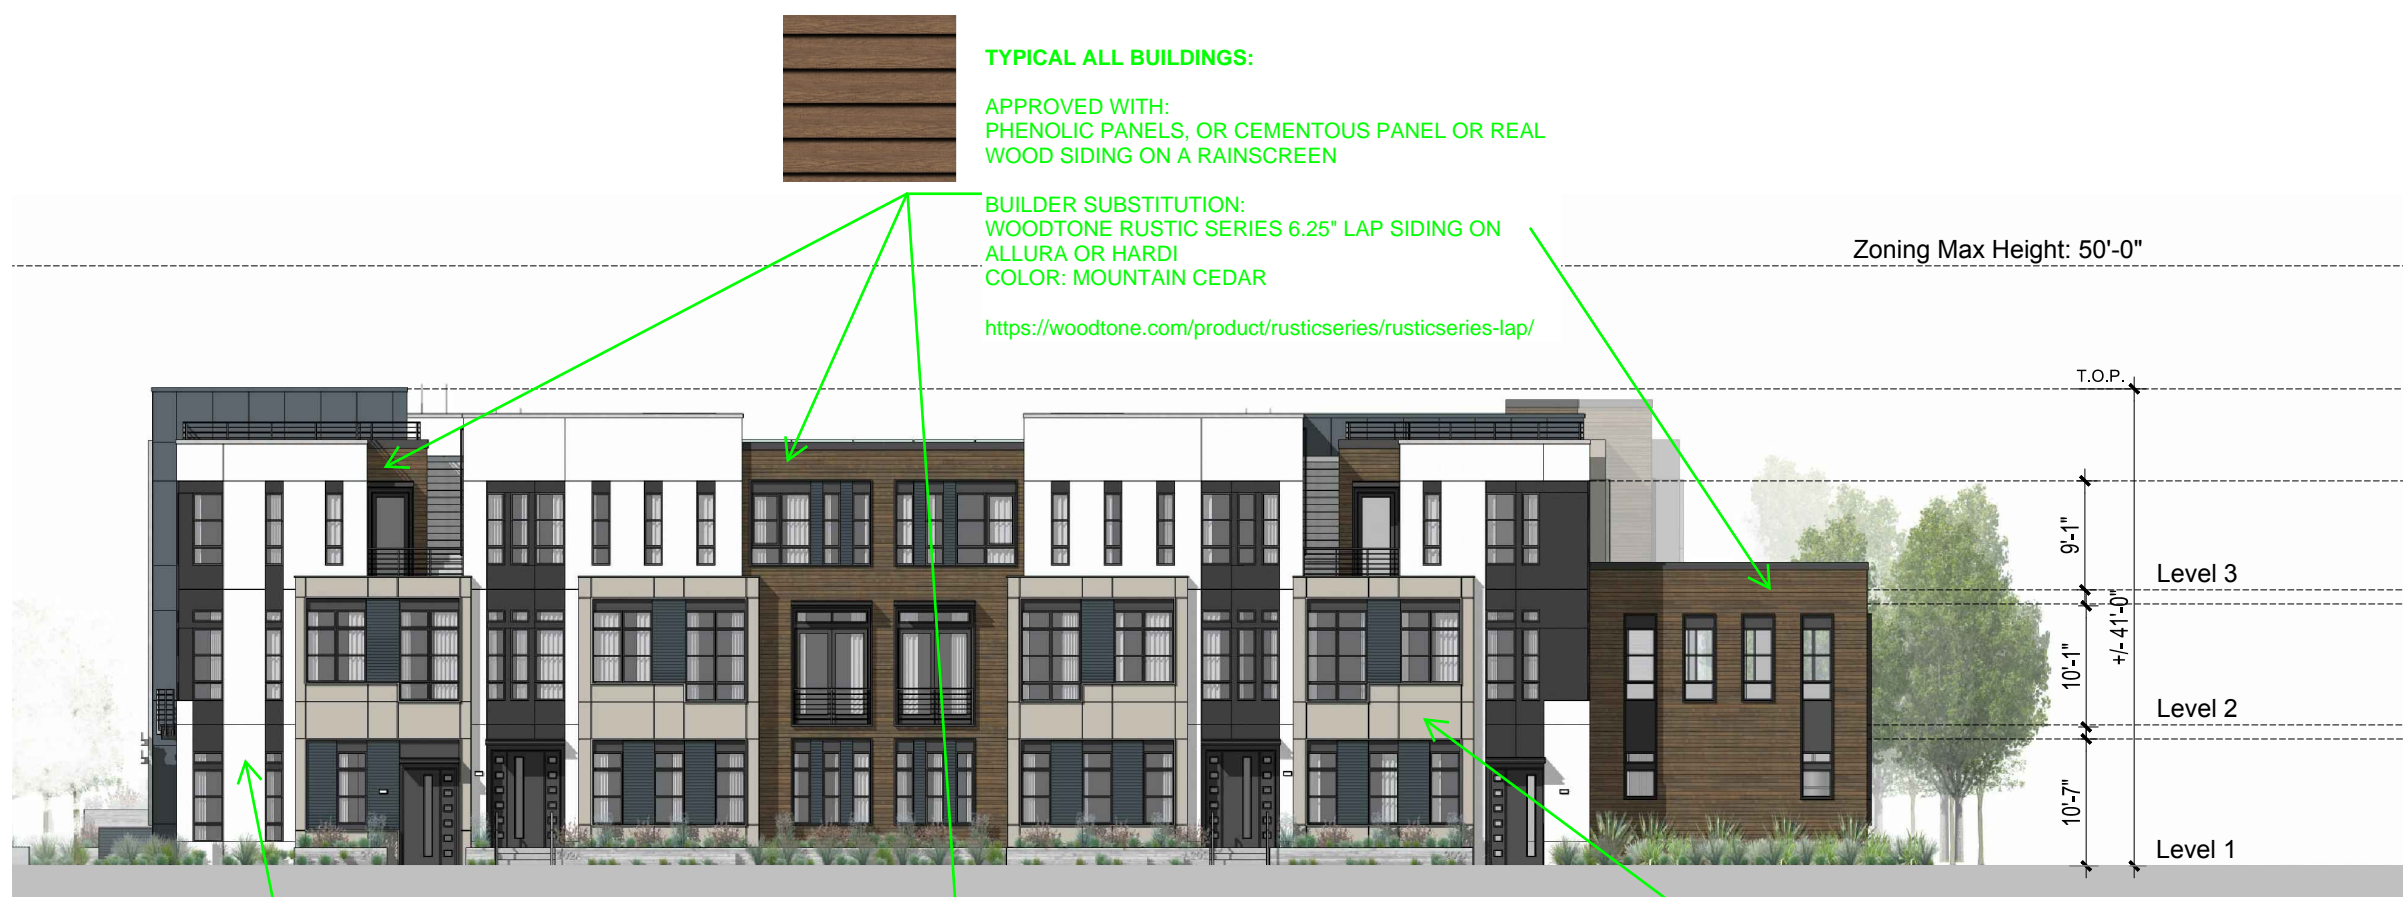 TYPICAL ALL BUILDINGS:
APPROVED WITH:
PHENOLIC PANELS, OR CEMENTOUS PANEL OR REAL
WOOD SIDING ON A RAINSCREEN
BUILDER SUBSTITUTION:
WOODTONE RUSTIC SERIES 6.25" LAP SIDING ON
ALLURA OR HARDI
COLOR: MOUNTAIN CEDAR
https://woodtone.com/product/rusticseries/rusticseries-lap/
Zoning Max Height: 50'-0"
T.O.P.
9'-1"
Level 3
+/- 41'-0"
10'-1"
Level 2
10'-7"
Level 1